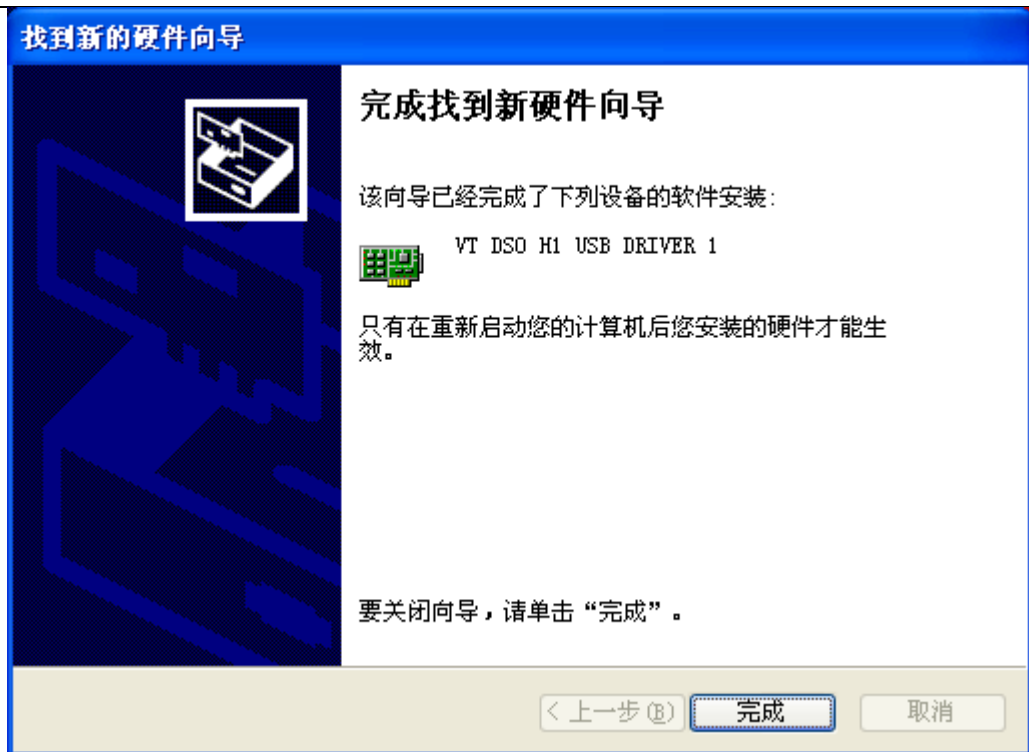 找到新的硬件向导
完成找到新硬件向导
该向导已经完成了下列设备的软件安装:
VT DSO H1 USB DRIVER 1
只有在重新启动您的计算机后您安装的硬件才能生
效。
要关闭向导，请单击“完成”。
< 上一步(B) 完成 取消